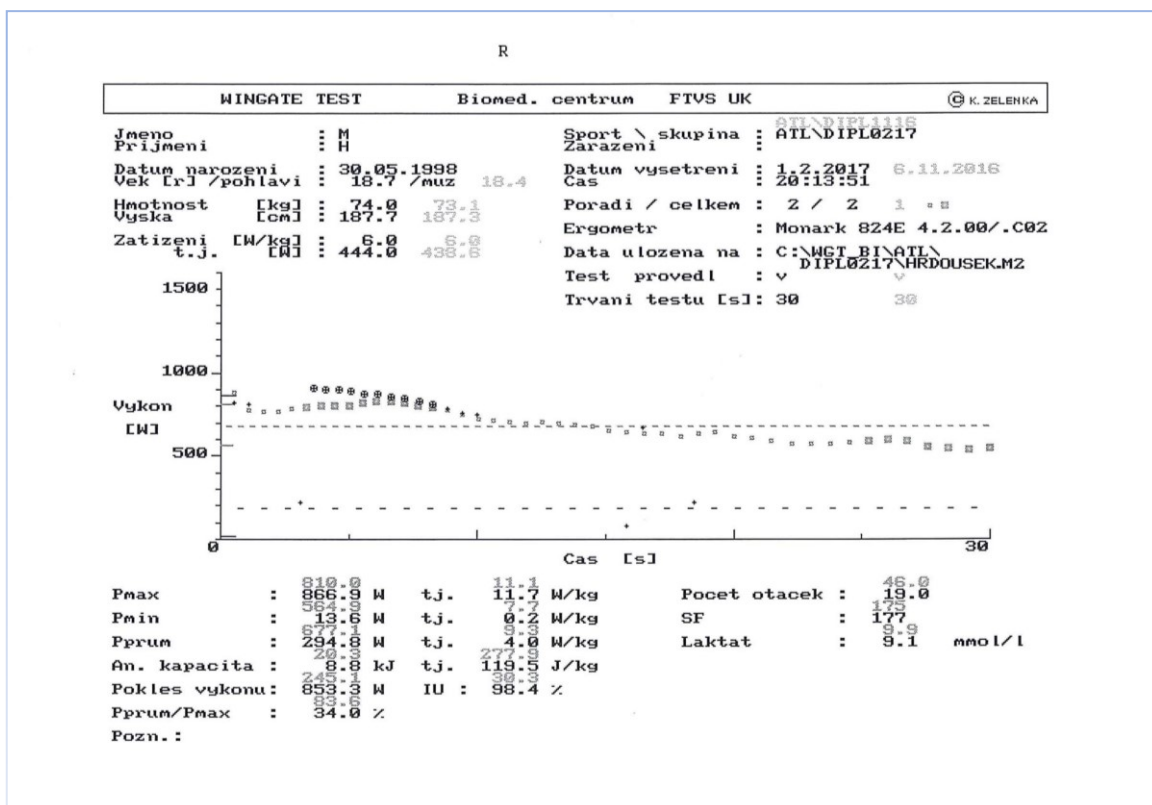 R
WINGATE TEST Biomed. centrum FTVS UK © K. ZELENKA
ATL\DIPL1116
Jmeno : M Sport \ skupina : ATL\DIPL0217
Prijmeni : H Zarazeni :
Datum narozeni : 30.05.1998 Datum vysetreni : 1.2.2017 6.11.2016
Vek [r] /pohlavi : 18.7 /muz 18.4 Cas : 20:13:51
Hmotnost [kg] : 74.0 73.1 Poradi / celkem : 2 / 2 1
Vyska [cm] : 187.7 187.3
Ergometr : Monark 824E 4.2.00/.C02
Zatizeni [W/kg] : 6.0 6.0
t.j. [W] : 444.0 438.6 Data ulozena na : C:\WGT_BI\ATL\
DIPL0217\HRDOUSEK.M2
Test provedl : v v
Trvani testu [s]: 30 30
1500
1000
Vykon
[W]
500
0 30
Cas [s]
810.0 11.1 46.0
Pmax : 866.9 W tj. 11.7 W/kg Pocet otacek : 19.0
564.9 7.7 175
Pmin : 13.6 W tj. 0.2 W/kg SF : 177
677.1 9.3 9.9
Pprum : 294.8 W tj. 4.0 W/kg Laktat : 9.1 mmol/l
20.3 277.9
An. kapacita : 8.8 kJ tj. 119.5 J/kg
245.1 30.3
Pokles vykonu: 853.3 W IU : 98.4 %
83.6
Pprum/Pmax : 34.0 %
Pozn.: